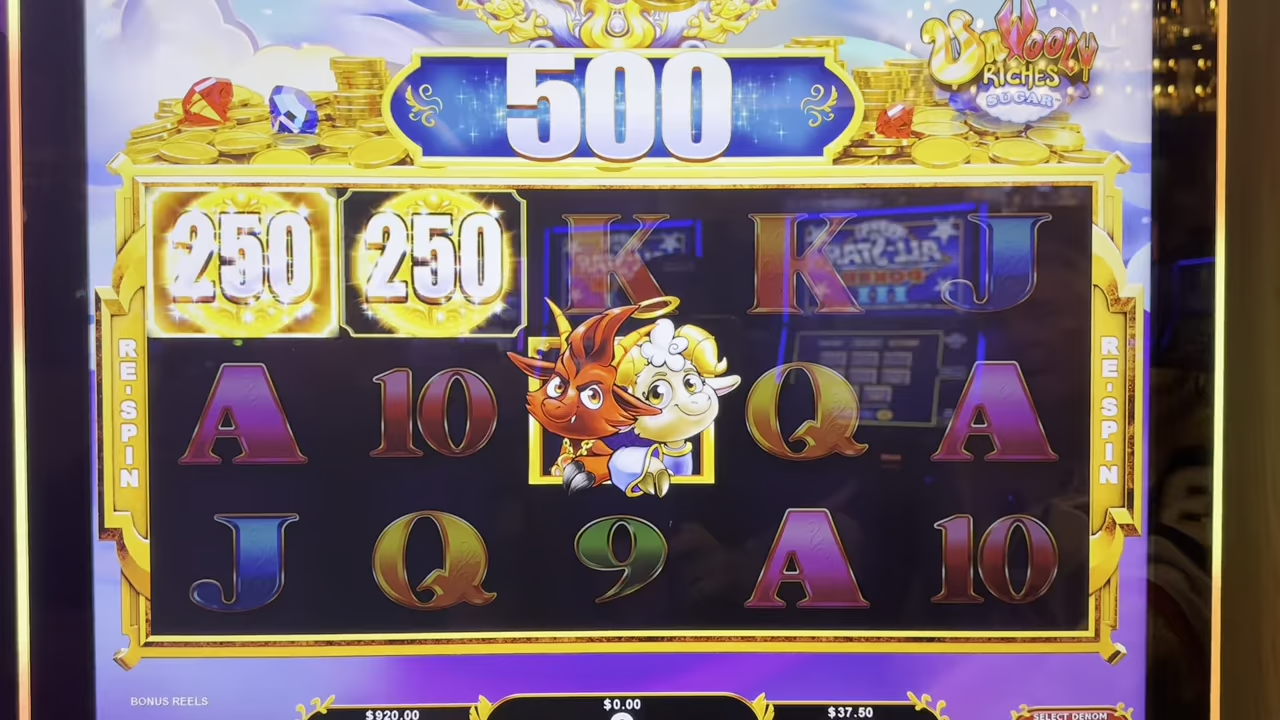 UnWooly
RICHES
SUGAR
500
250 250 K K J
RE-SPIN
A 10 Q A
RE-SPIN
J Q 9 A 10
BONUS REELS
$920.00
$0.00
$37.50
SELECT DENOM